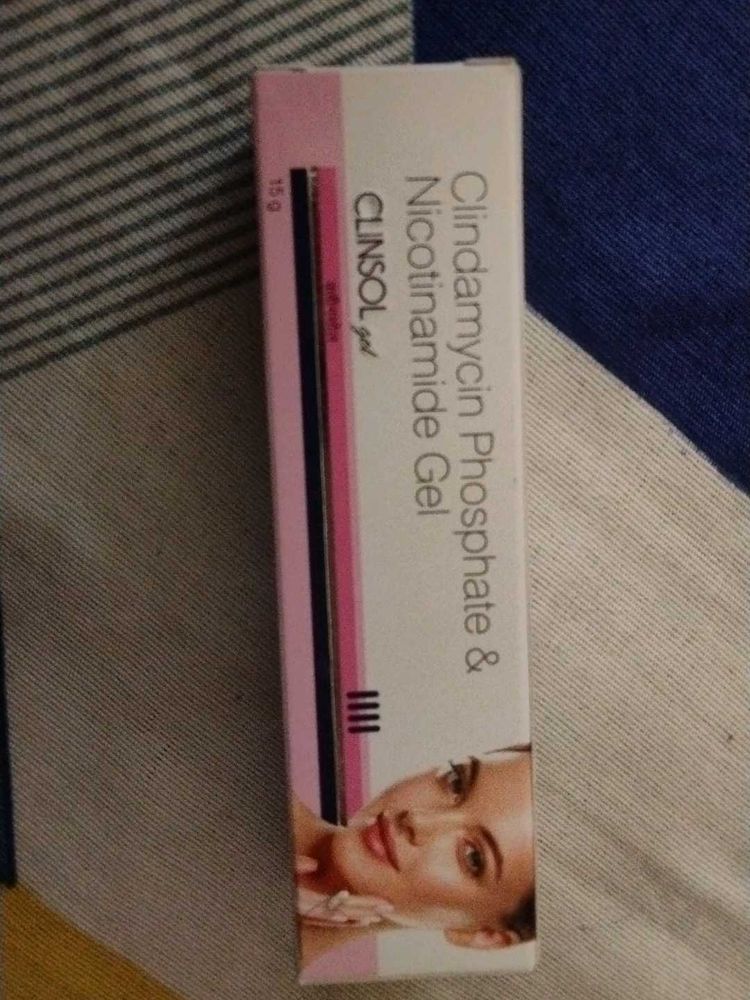 Clindamycin Phosphate &
Nicotinamide Gel
CLINSOL gel
15 g